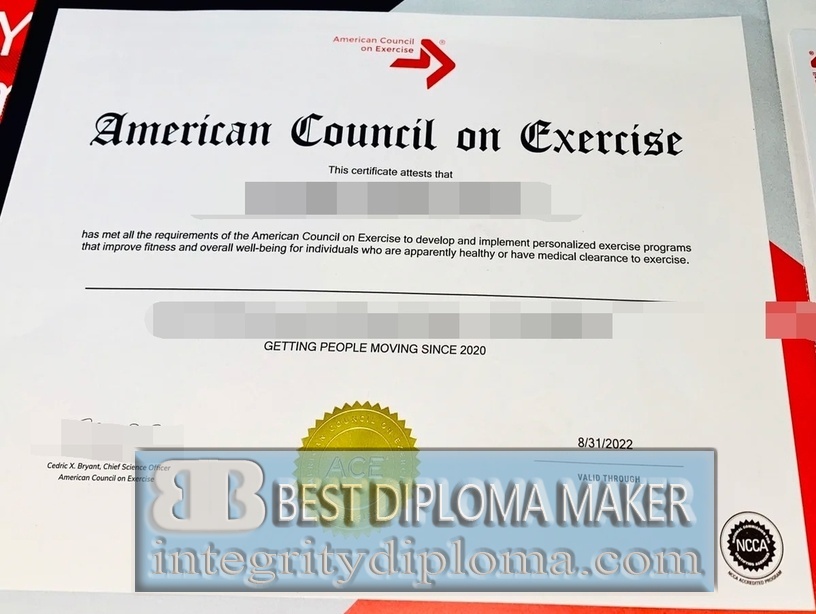 American Council
on Exercise ®
American Council on Exercise
This certificate attests that
has met all the requirements of the American Council on Exercise to develop and implement personalized exercise programs
that improve fitness and overall well-being for individuals who are apparently healthy or have medical clearance to exercise.
GETTING PEOPLE MOVING SINCE 2020
8/31/2022
VALID THROUGH
Cedric X. Bryant, Chief Science Officer
American Council on Exercise
ACE
BEST DIPLOMA MAKER
integritydiploma.com
NCCA
NCCA ACCREDITED PROGRAM